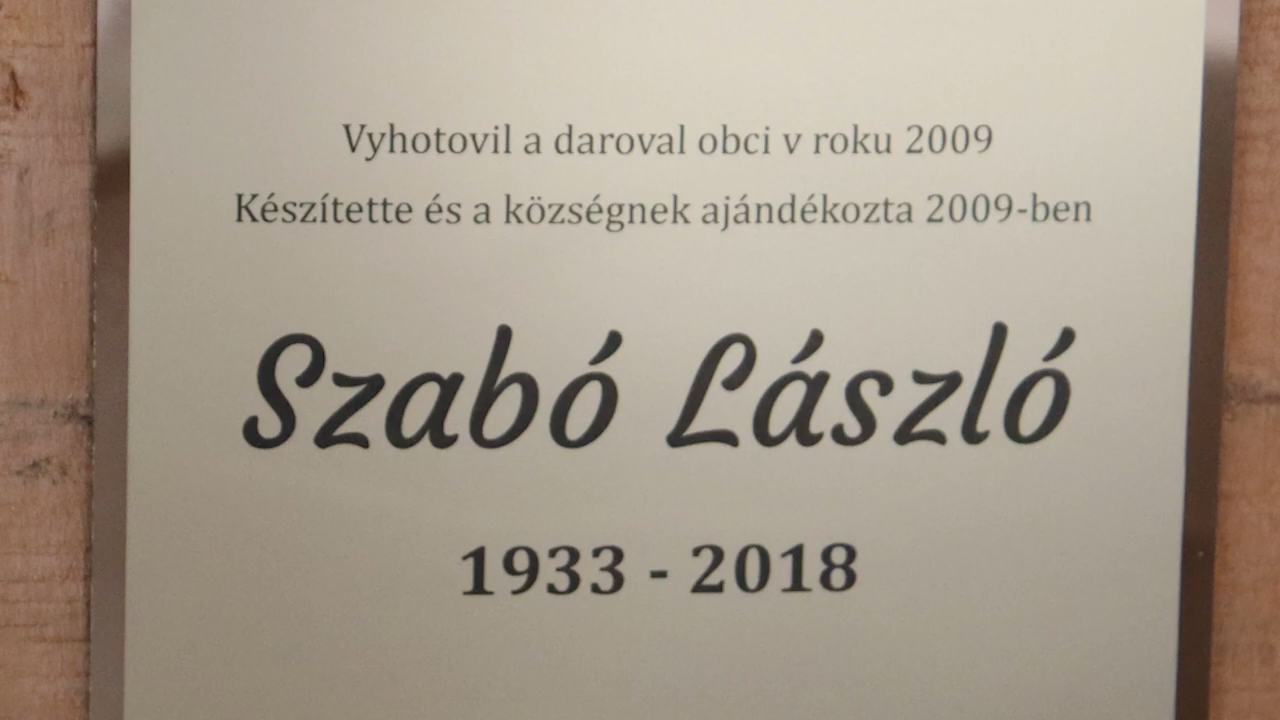 Vyhotovil a daroval obci v roku 2009
Készítette és a községnek ajándékozta 2009-ben
Szabó László
1933 - 2018